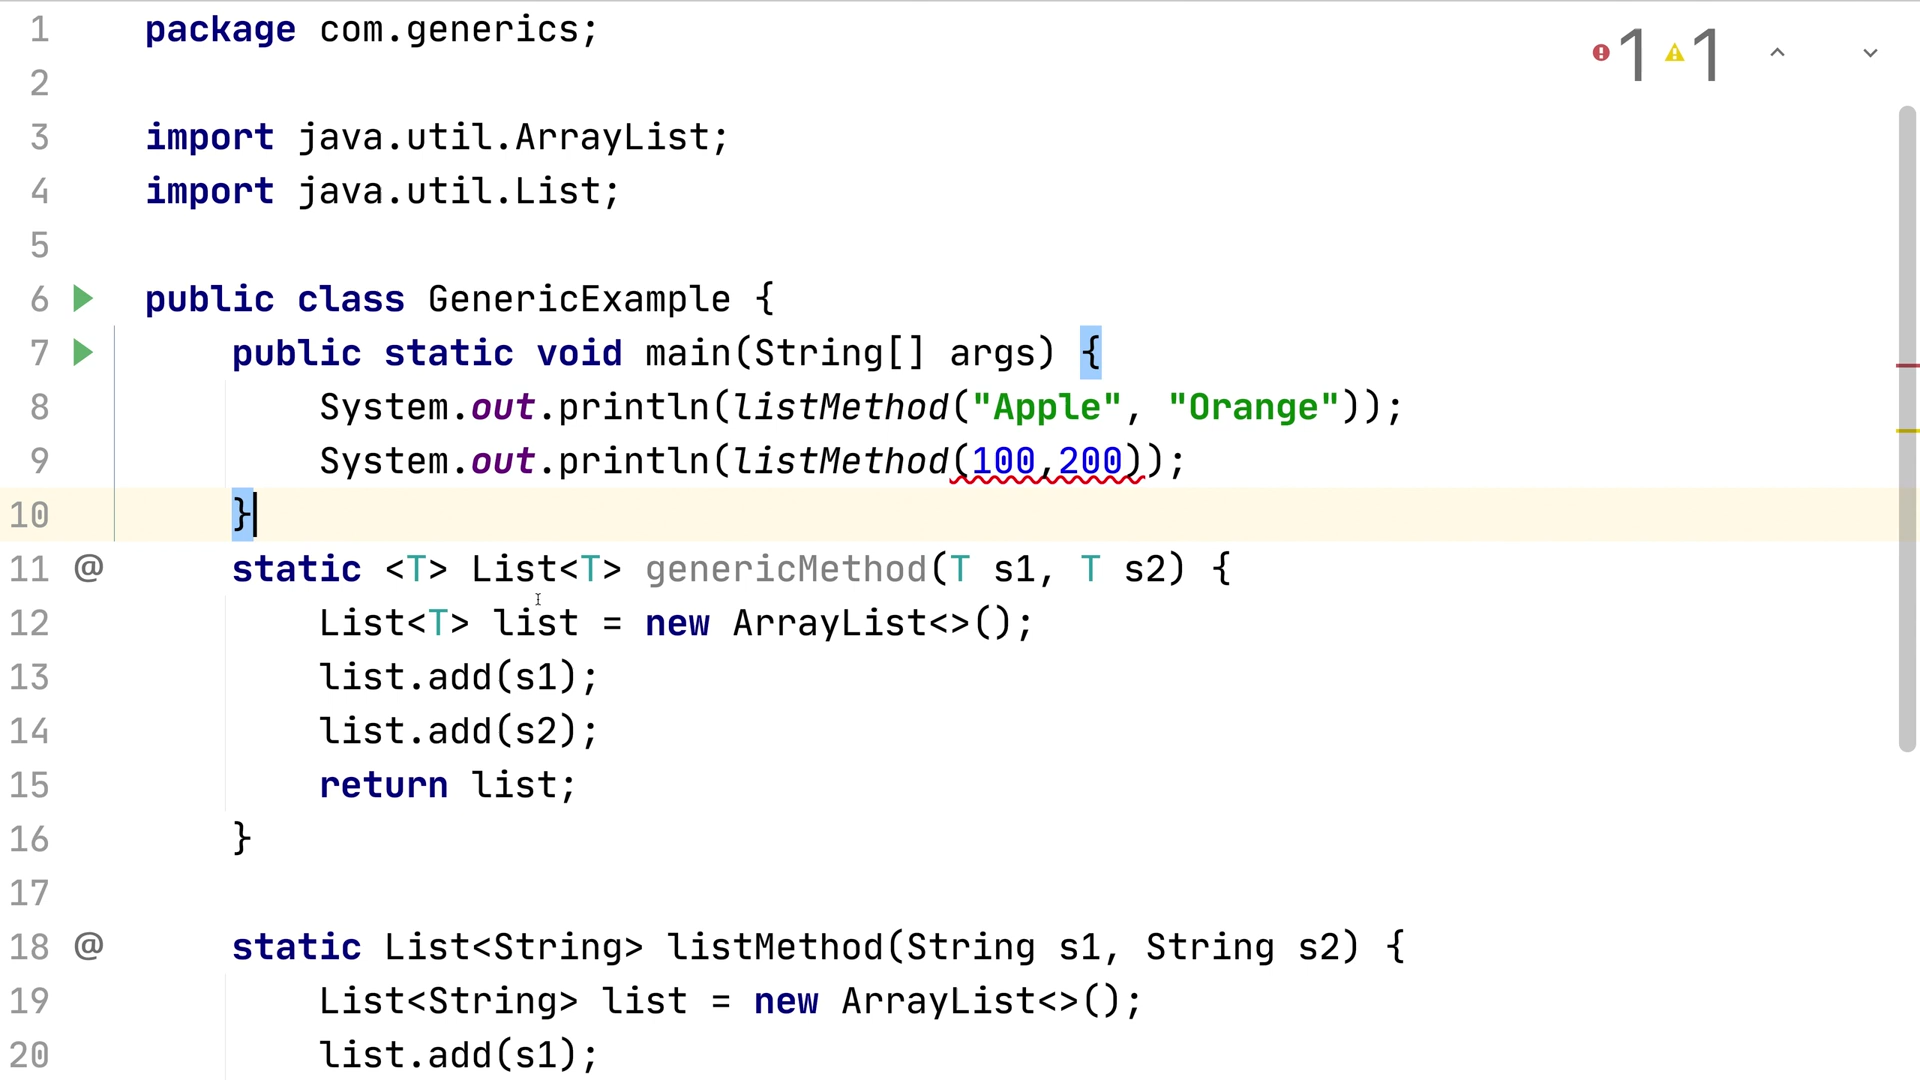 1 package com.generics; 1 1
2
3 import java.util.ArrayList;
4 import java.util.List;
5
6 public class GenericExample {
7 public static void main(String[] args) {
8 System.out.println(listMethod("Apple", "Orange"));
9 System.out.println(listMethod(100,200));
10 }
11 @ static <T> List<T> genericMethod(T s1, T s2) {
12 List<T> list = new ArrayList<>();
13 list.add(s1);
14 list.add(s2);
15 return list;
16 }
17
18 @ static List<String> listMethod(String s1, String s2) {
19 List<String> list = new ArrayList<>();
20 list.add(s1);